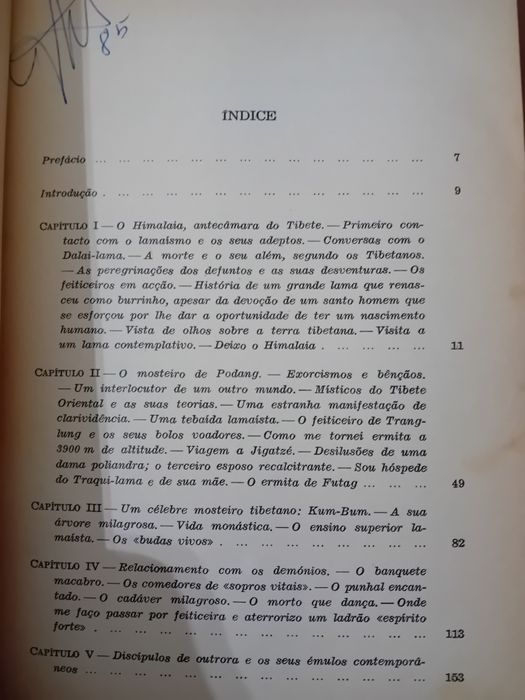 85
ÍNDICE
Prefácio ... ... ... ... ... ... ... ... ... ... ... ... ... ... 7
Introdução . ... ... ... ... ... ... ... ... ... ... ... ... ... 9
CAPÍTULO I — O Himalaia, antecâmara do Tibete. — Primeiro con-
tacto com o lamaísmo e os seus adeptos. — Conversas com o
Dalai-lama. — A morte e o seu além, segundo os Tibetanos.
— As peregrinações dos defuntos e as suas desventuras. — Os
feiticeiros em acção. — História de um grande lama que renas-
ceu como burrinho, apesar da devoção de um santo homem que
se esforçou por lhe dar a oportunidade de ter um nascimento
humano. — Vista de olhos sobre a terra tibetana. — Visita a
um lama contemplativo. — Deixo o Himalaia . ... ... ... ... 11
CAPÍTULO II — O mosteiro de Podang. — Exorcismos e bênçãos.
— Um interlocutor de um outro mundo. — Místicos do Tibete
Oriental e as suas teorias. — Uma estranha manifestação de
clarividência. — Uma tebaida lamaísta. — O feiticeiro de Trang-
lung e os seus bolos voadores. — Como me tornei ermita a
3900 m de altitude. — Viagem a Jigatzé. — Desilusões de uma
dama poliandra; o terceiro esposo recalcitrante. — Sou hóspede
do Traqui-lama e de sua mãe. — O ermita de Futag ... ... ... 49
CAPÍTULO III — Um célebre mosteiro tibetano: Kum-Bum. — A sua
árvore milagrosa. — Vida monástica. — O ensino superior la-
maísta. — Os «budas vivos» . ... ... ... ... ... ... ... ... 82
CAPÍTULO IV — Relacionamento com os demónios. — O banquete
macabro. — Os comedores de «sopros vitais». — O punhal encan-
tado. — O cadáver milagroso. — O morto que dança. — Onde
me faço passar por feiticeira e aterrorizo um ladrão «espírito
forte» . ... ... ... ... ... ... ... ... ... ... ... ... ... 113
CAPÍTULO V — Discípulos de outrora e os seus émulos contemporâ-
neos ... ... ... ... ... ... ... ... ... ... ... ... ... ... 153